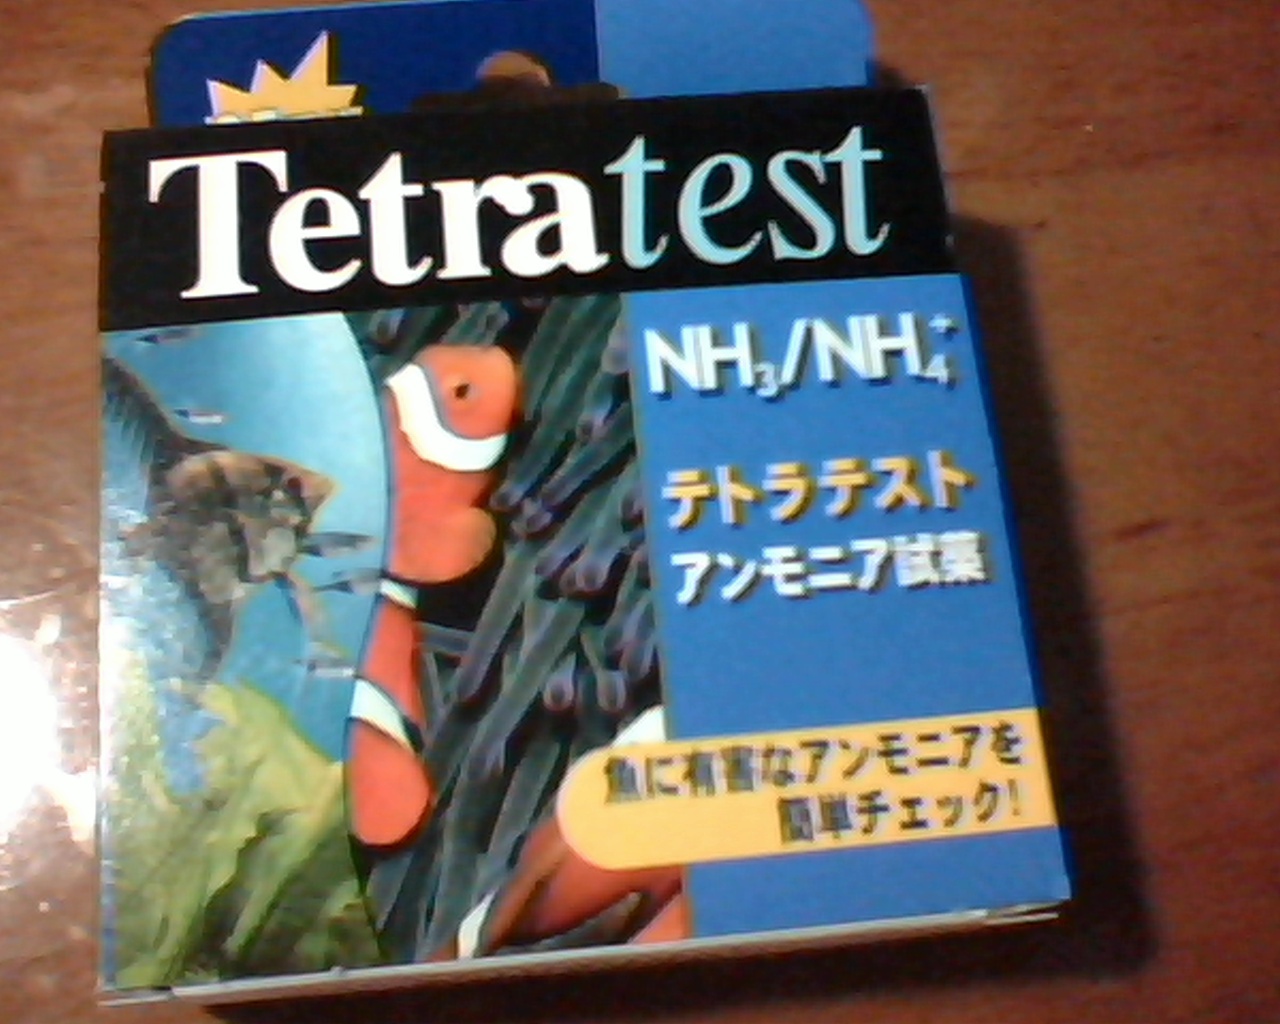 Tetratest
NH₃/NH₄⁺
テトラテスト
アンモニア試薬
魚に有害なアンモニアを
簡単チェック!